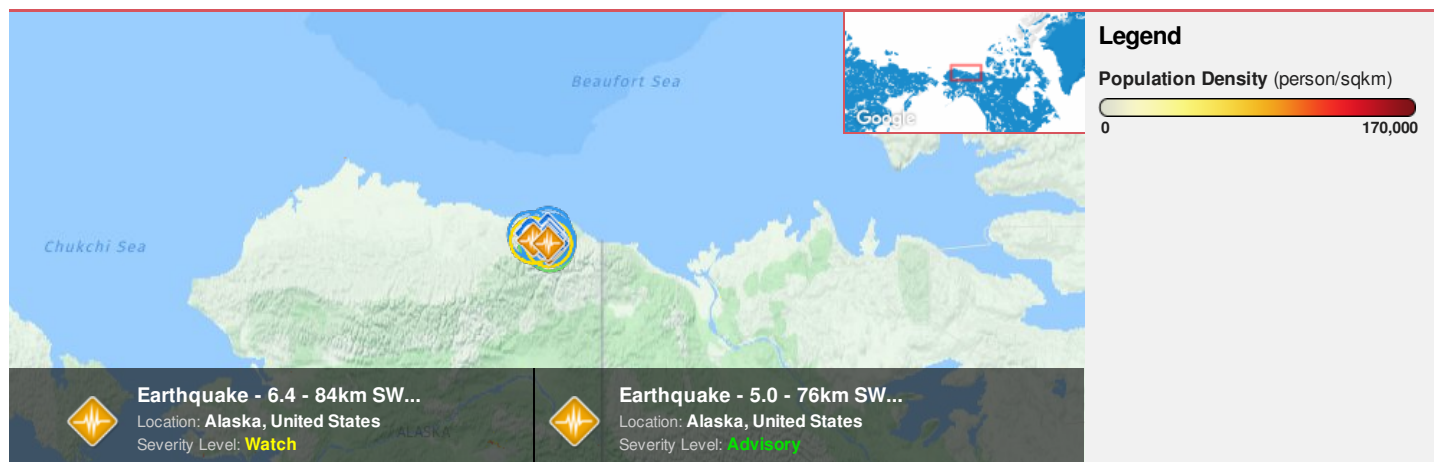 Beaufort Sea
Google
Chukchi Sea
Legend
Population Density (person/sqkm)
0 170,000
Earthquake - 6.4 - 84km SW...
Location: Alaska, United States
Severity Level: Watch
ALASKA
Earthquake - 5.0 - 76km SW...
Location: Alaska, United States
Severity Level: Advisory